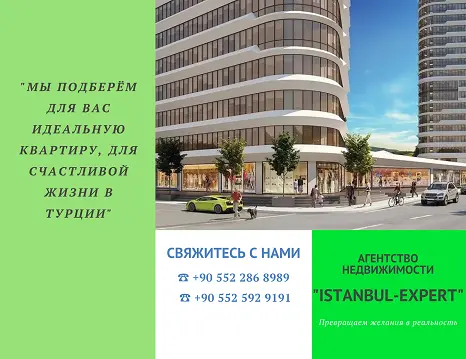 "МЫ ПОДБЕРЁМ
ДЛЯ ВАС
ИДЕАЛЬНУЮ
КВАРТИРУ, ДЛЯ
СЧАСТЛИВОЙ
ЖИЗНИ В
ТУРЦИИ"
СВЯЖИТЕСЬ С НАМИ
☎ +90 552 286 8989
☎ +90 552 592 9191
АГЕНТСТВО
НЕДВИЖИМОСТИ
"ISTANBUL-EXPERT"
Превращаем желания в реальность